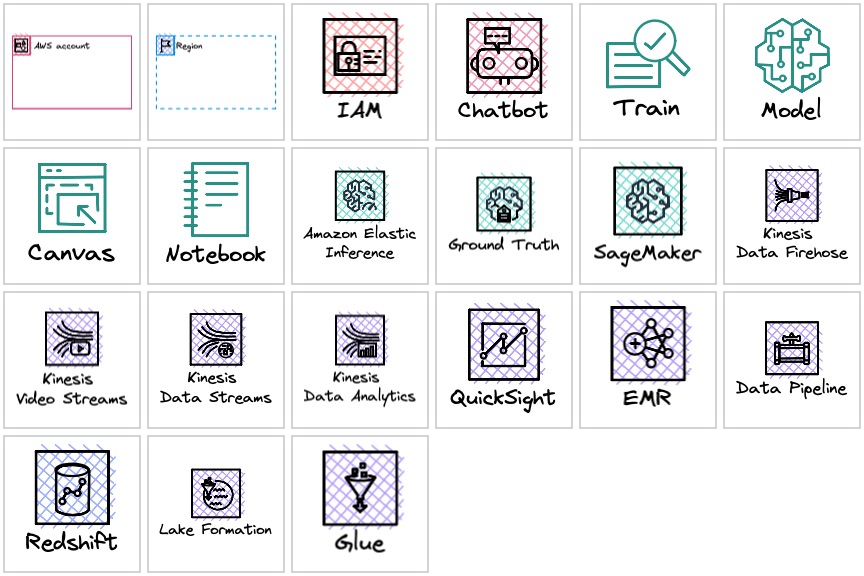 AWS account
Region
IAM
Chatbot
Train
Model
Canvas
Notebook
Amazon Elastic
Inference
Ground Truth
SageMaker
Kinesis
Data Firehose
Kinesis
Video Streams
Kinesis
Data Streams
Kinesis
Data Analytics
QuickSight
EMR
Data Pipeline
Redshift
Lake Formation
Glue